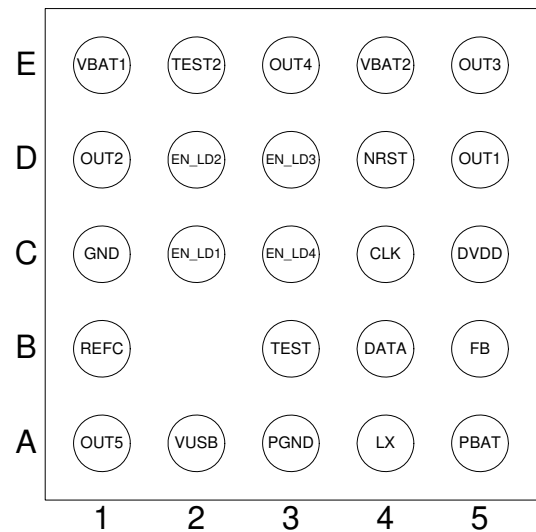 E VBAT1 TEST2 OUT4 VBAT2 OUT3
D OUT2 EN_LD2 EN_LD3 NRST OUT1
C GND EN_LD1 EN_LD4 CLK DVDD
B REFC TEST DATA FB
A OUT5 VUSB PGND LX PBAT
1 2 3 4 5